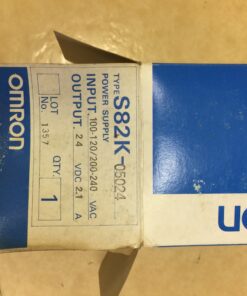 OMRON
TYPE S82K-05024
POWER SUPPLY
INPUT. 100-120/200-240 VAC
OUTPUT. 24 VDC 2.1 A
LOT No. 1357
QTY. 1
ron